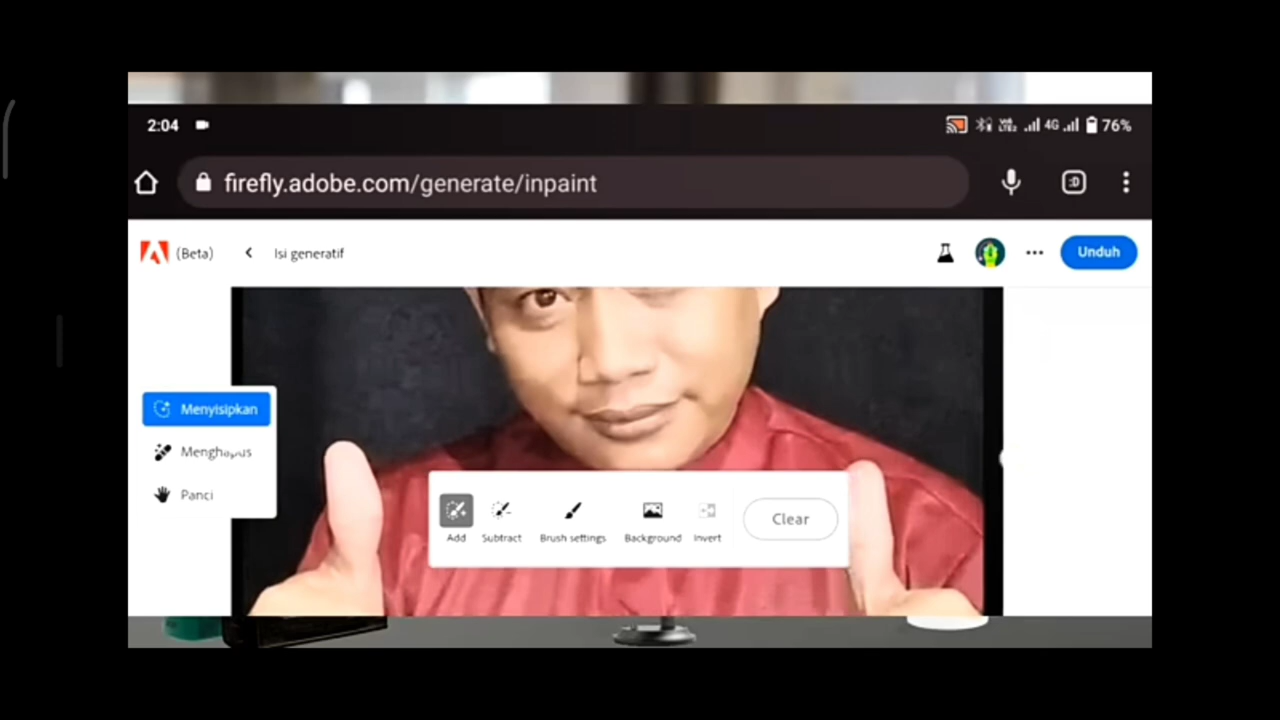 2:04
4G 76%
firefly.adobe.com/generate/inpaint
:D
(Beta) Isi generatif Unduh
Menyisipkan
Menghapus
Panci
Add Subtract Brush settings Background Invert Clear